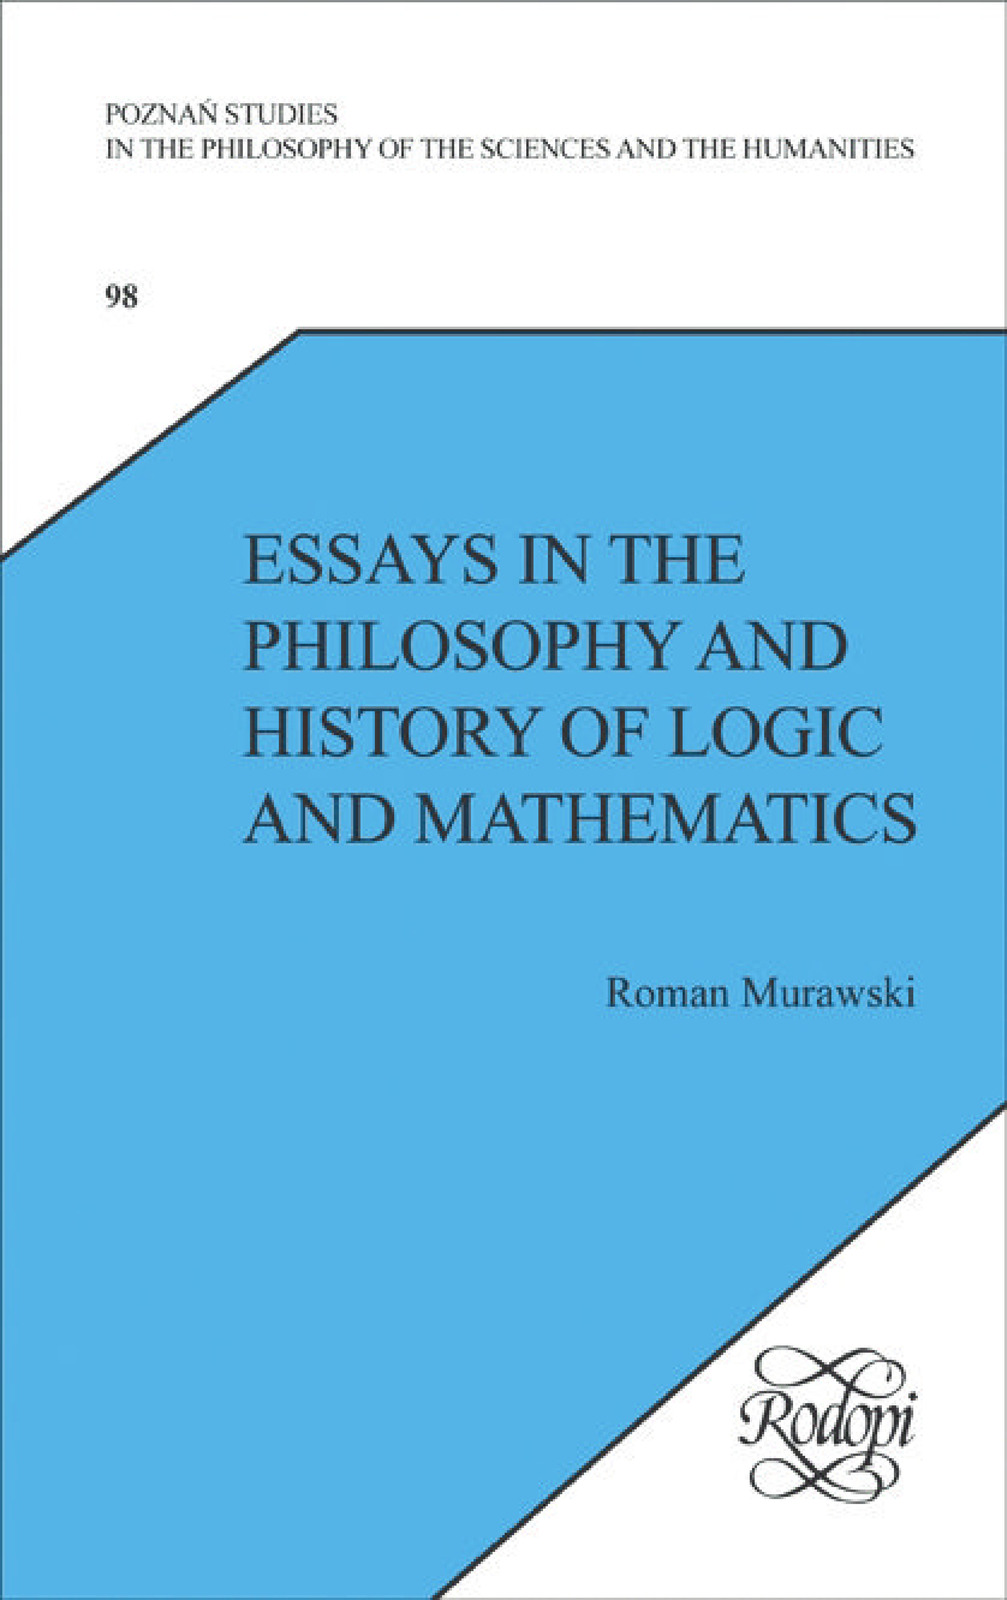 POZNAŃ STUDIES
IN THE PHILOSOPHY OF THE SCIENCES AND THE HUMANITIES
98
ESSAYS IN THE
PHILOSOPHY AND
HISTORY OF LOGIC
AND MATHEMATICS
Roman Murawski
Rodopi